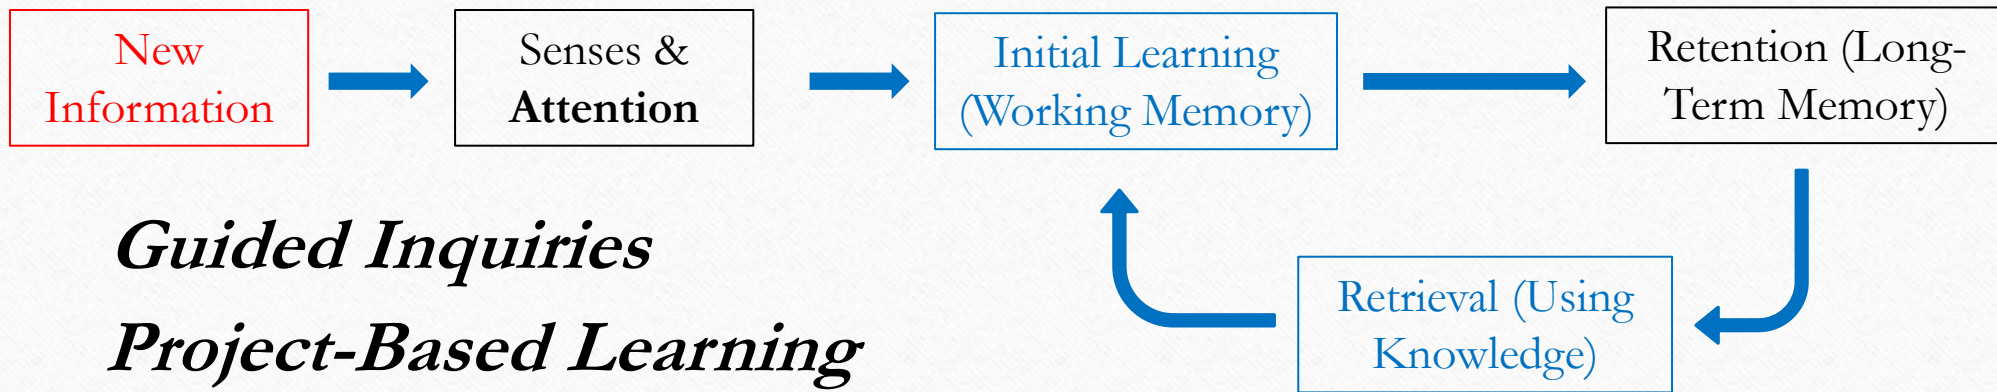 New
Information
Senses &
Attention
Initial Learning
(Working Memory)
Retention (Long-
Term Memory)
Guided Inquiries
Project-Based Learning
Retrieval (Using
Knowledge)